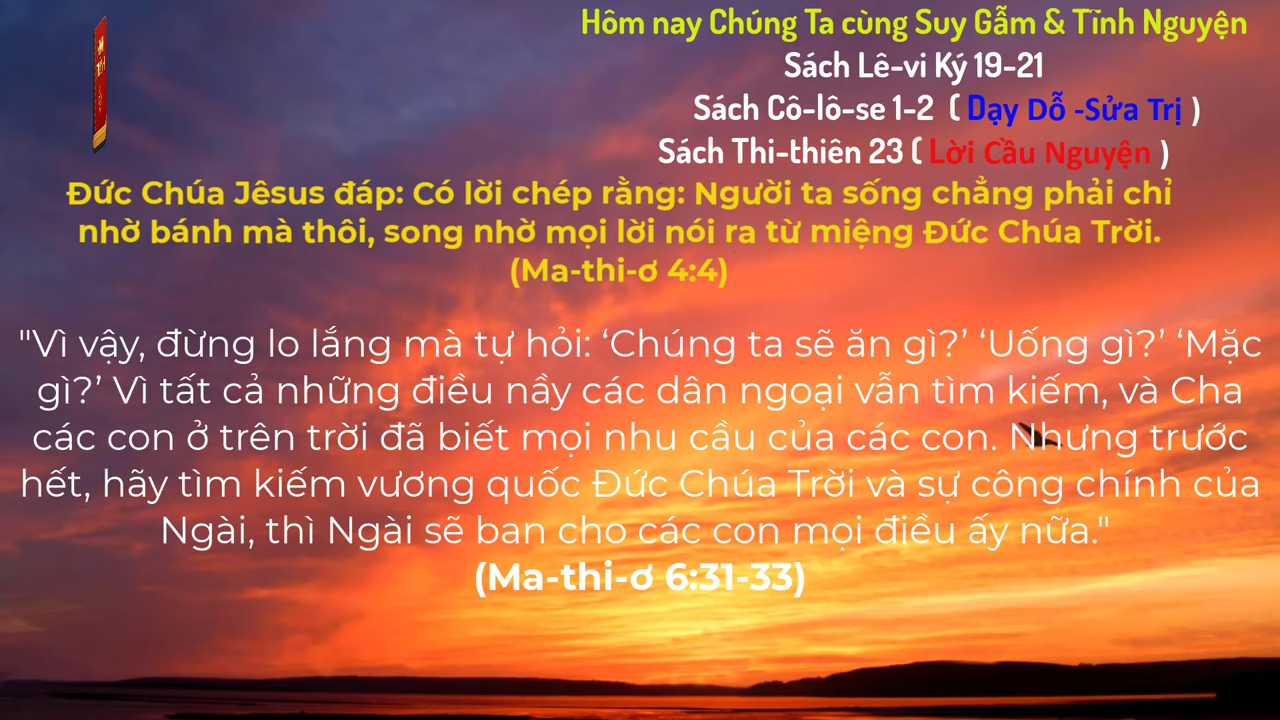 Hôm nay Chúng Ta cùng Suy Gẫm & Tĩnh Nguyện
Sách Lê-vi Ký 19-21
Sách Cô-lô-se 1-2 ( Dạy Dỗ -Sửa Trị )
Sách Thi-thiên 23 ( Lời Cầu Nguyện )
Đức Chúa Jêsus đáp: Có lời chép rằng: Người ta sống chẳng phải chỉ
nhờ bánh mà thôi, song nhờ mọi lời nói ra từ miệng Đức Chúa Trời.
(Ma-thi-ơ 4:4)
"Vì vậy, đừng lo lắng mà tự hỏi: ‘Chúng ta sẽ ăn gì?’ ‘Uống gì?’ ‘Mặc
gì?’ Vì tất cả những điều nầy các dân ngoại vẫn tìm kiếm, và Cha
các con ở trên trời đã biết mọi nhu cầu của các con. Nhưng trước
hết, hãy tìm kiếm vương quốc Đức Chúa Trời và sự công chính của
Ngài, thì Ngài sẽ ban cho các con mọi điều ấy nữa."
(Ma-thi-ơ 6:31-33)